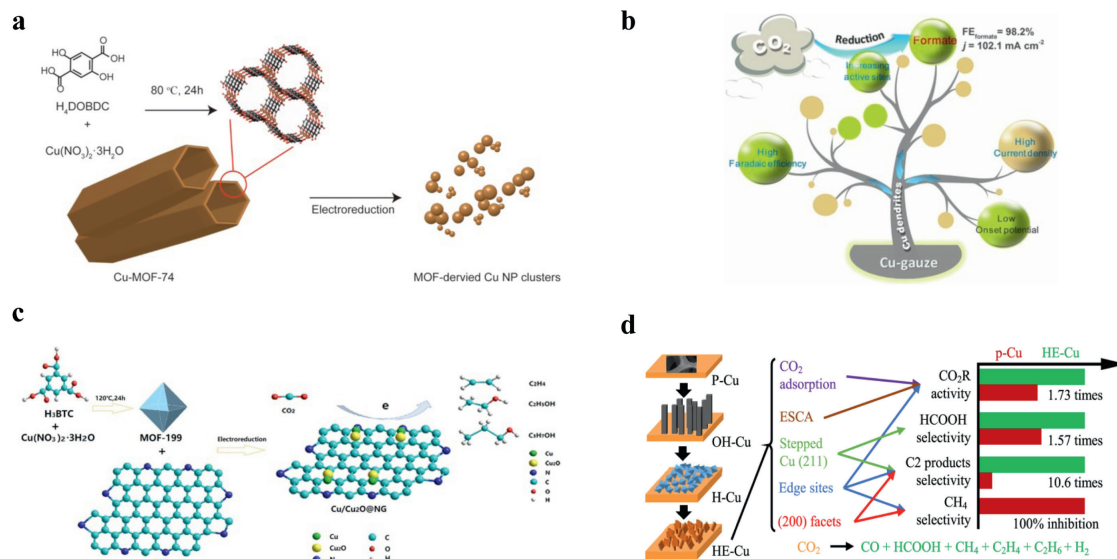 a
H₄DOBDC
+
Cu(NO₃)₂·3H₂O
80 °C, 24h
Cu-MOF-74
Electroreduction
MOF-dervied Cu NP clusters
b
CO₂
Reduction
Formate
FEformate = 98.2%
j = 102.1 mA cm⁻²
Increasing
active sites
High
Faradaic efficiency
High
Current density
Low
Onset potential
Cu dendrites
Cu-gauze
c
H₃BTC
+
Cu(NO₃)₂·3H₂O
120°C,24h
MOF-199
+
Electroreduction
CO₂
e
Cu/Cu₂O@NG
C₂H₄
C₂H₅OH
C₃H₇OH
Cu
Cu₂O
N
C
O
H
Cu
Cu₂O
C
O
d
P-Cu
OH-Cu
H-Cu
HE-Cu
CO₂
adsorption
ESCA
Stepped
Cu (211)
Edge sites
(200) facets
p-Cu HE-Cu
CO₂R
activity
1.73 times
HCOOH
selectivity
1.57 times
C2 products
selectivity
10.6 times
CH₄
selectivity
100% inhibition
CO₂ → CO + HCOOH + CH₄ + C₂H₄ + C₂H₆ + H₂